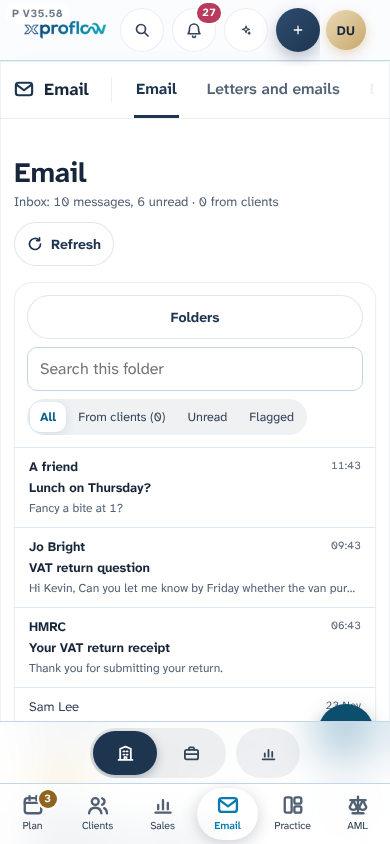 P V35.58
xproflow
27
DU
Email
Email
Letters and emails
Email
Inbox: 10 messages, 6 unread · 0 from clients
Refresh
Folders
Search this folder
All
From clients (0)
Unread
Flagged
A friend
11:43
Lunch on Thursday?
Fancy a bite at 1?
Jo Bright
09:43
VAT return question
Hi Kevin, Can you let me know by Friday whether the van pur...
HMRC
06:43
Your VAT return receipt
Thank you for submitting your return.
Sam Lee
23 Nov
3
Plan
Clients
Sales
Email
Practice
AML